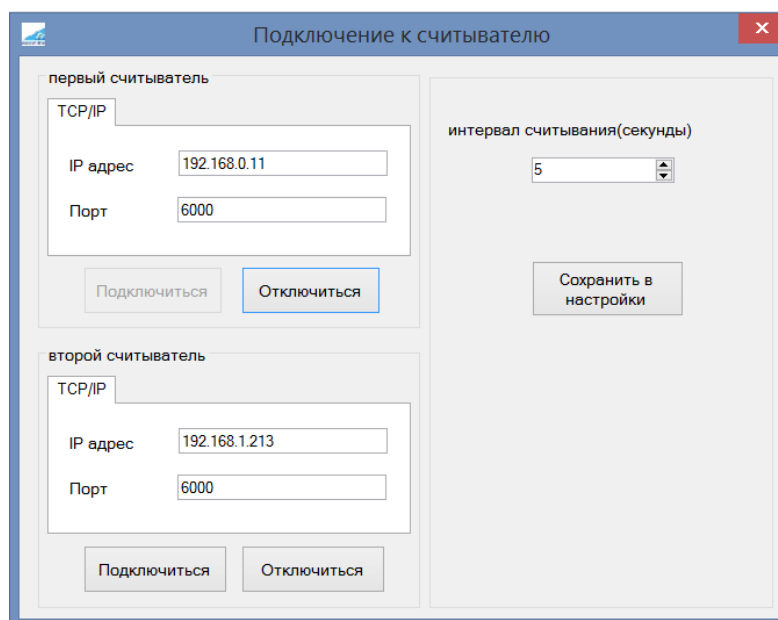 Подключение к считывателю
первый считыватель
TCP/IP
IP адрес
192.168.0.11
Порт
6000
Подключиться
Отключиться
второй считыватель
TCP/IP
IP адрес
192.168.1.213
Порт
6000
Подключиться
Отключиться
интервал считывания(секунды)
5
Сохранить в
настройки